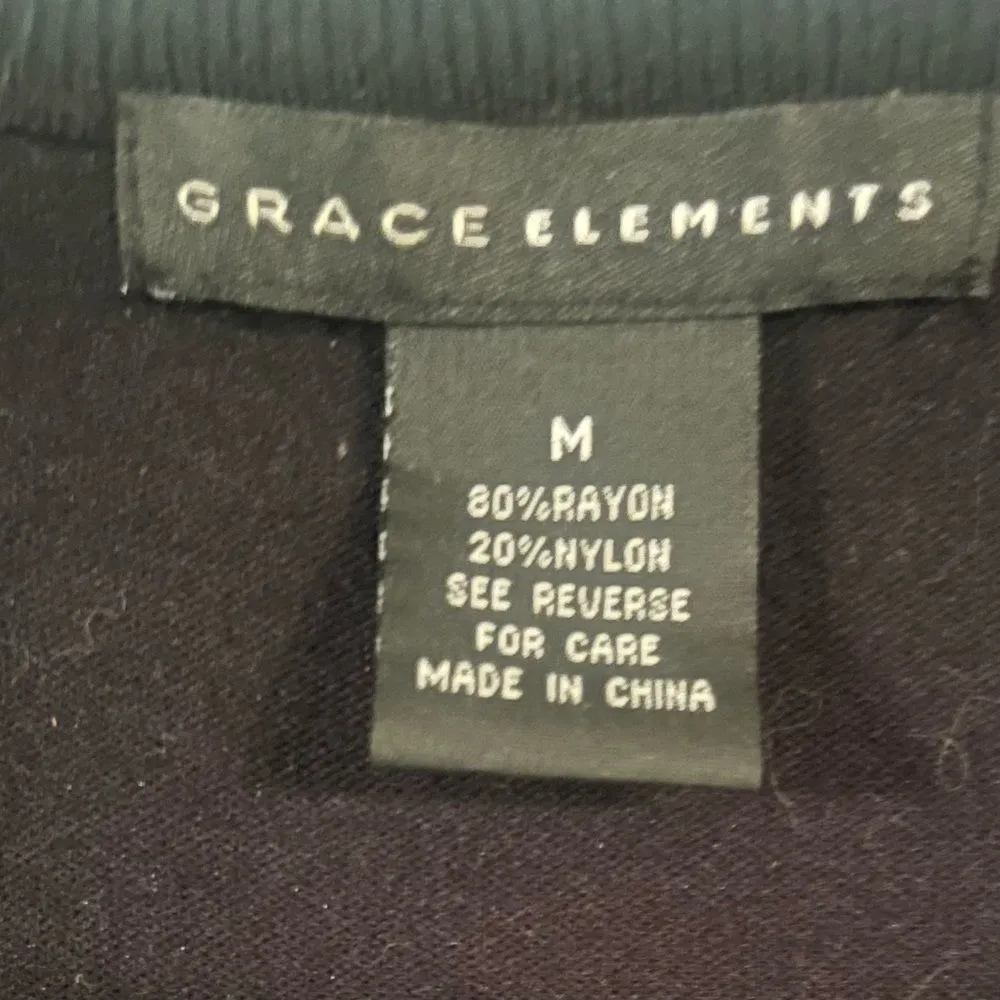 GRACE ELEMENTS
M
80%RAYON
20%NYLON
SEE REVERSE
FOR CARE
MADE IN CHINA